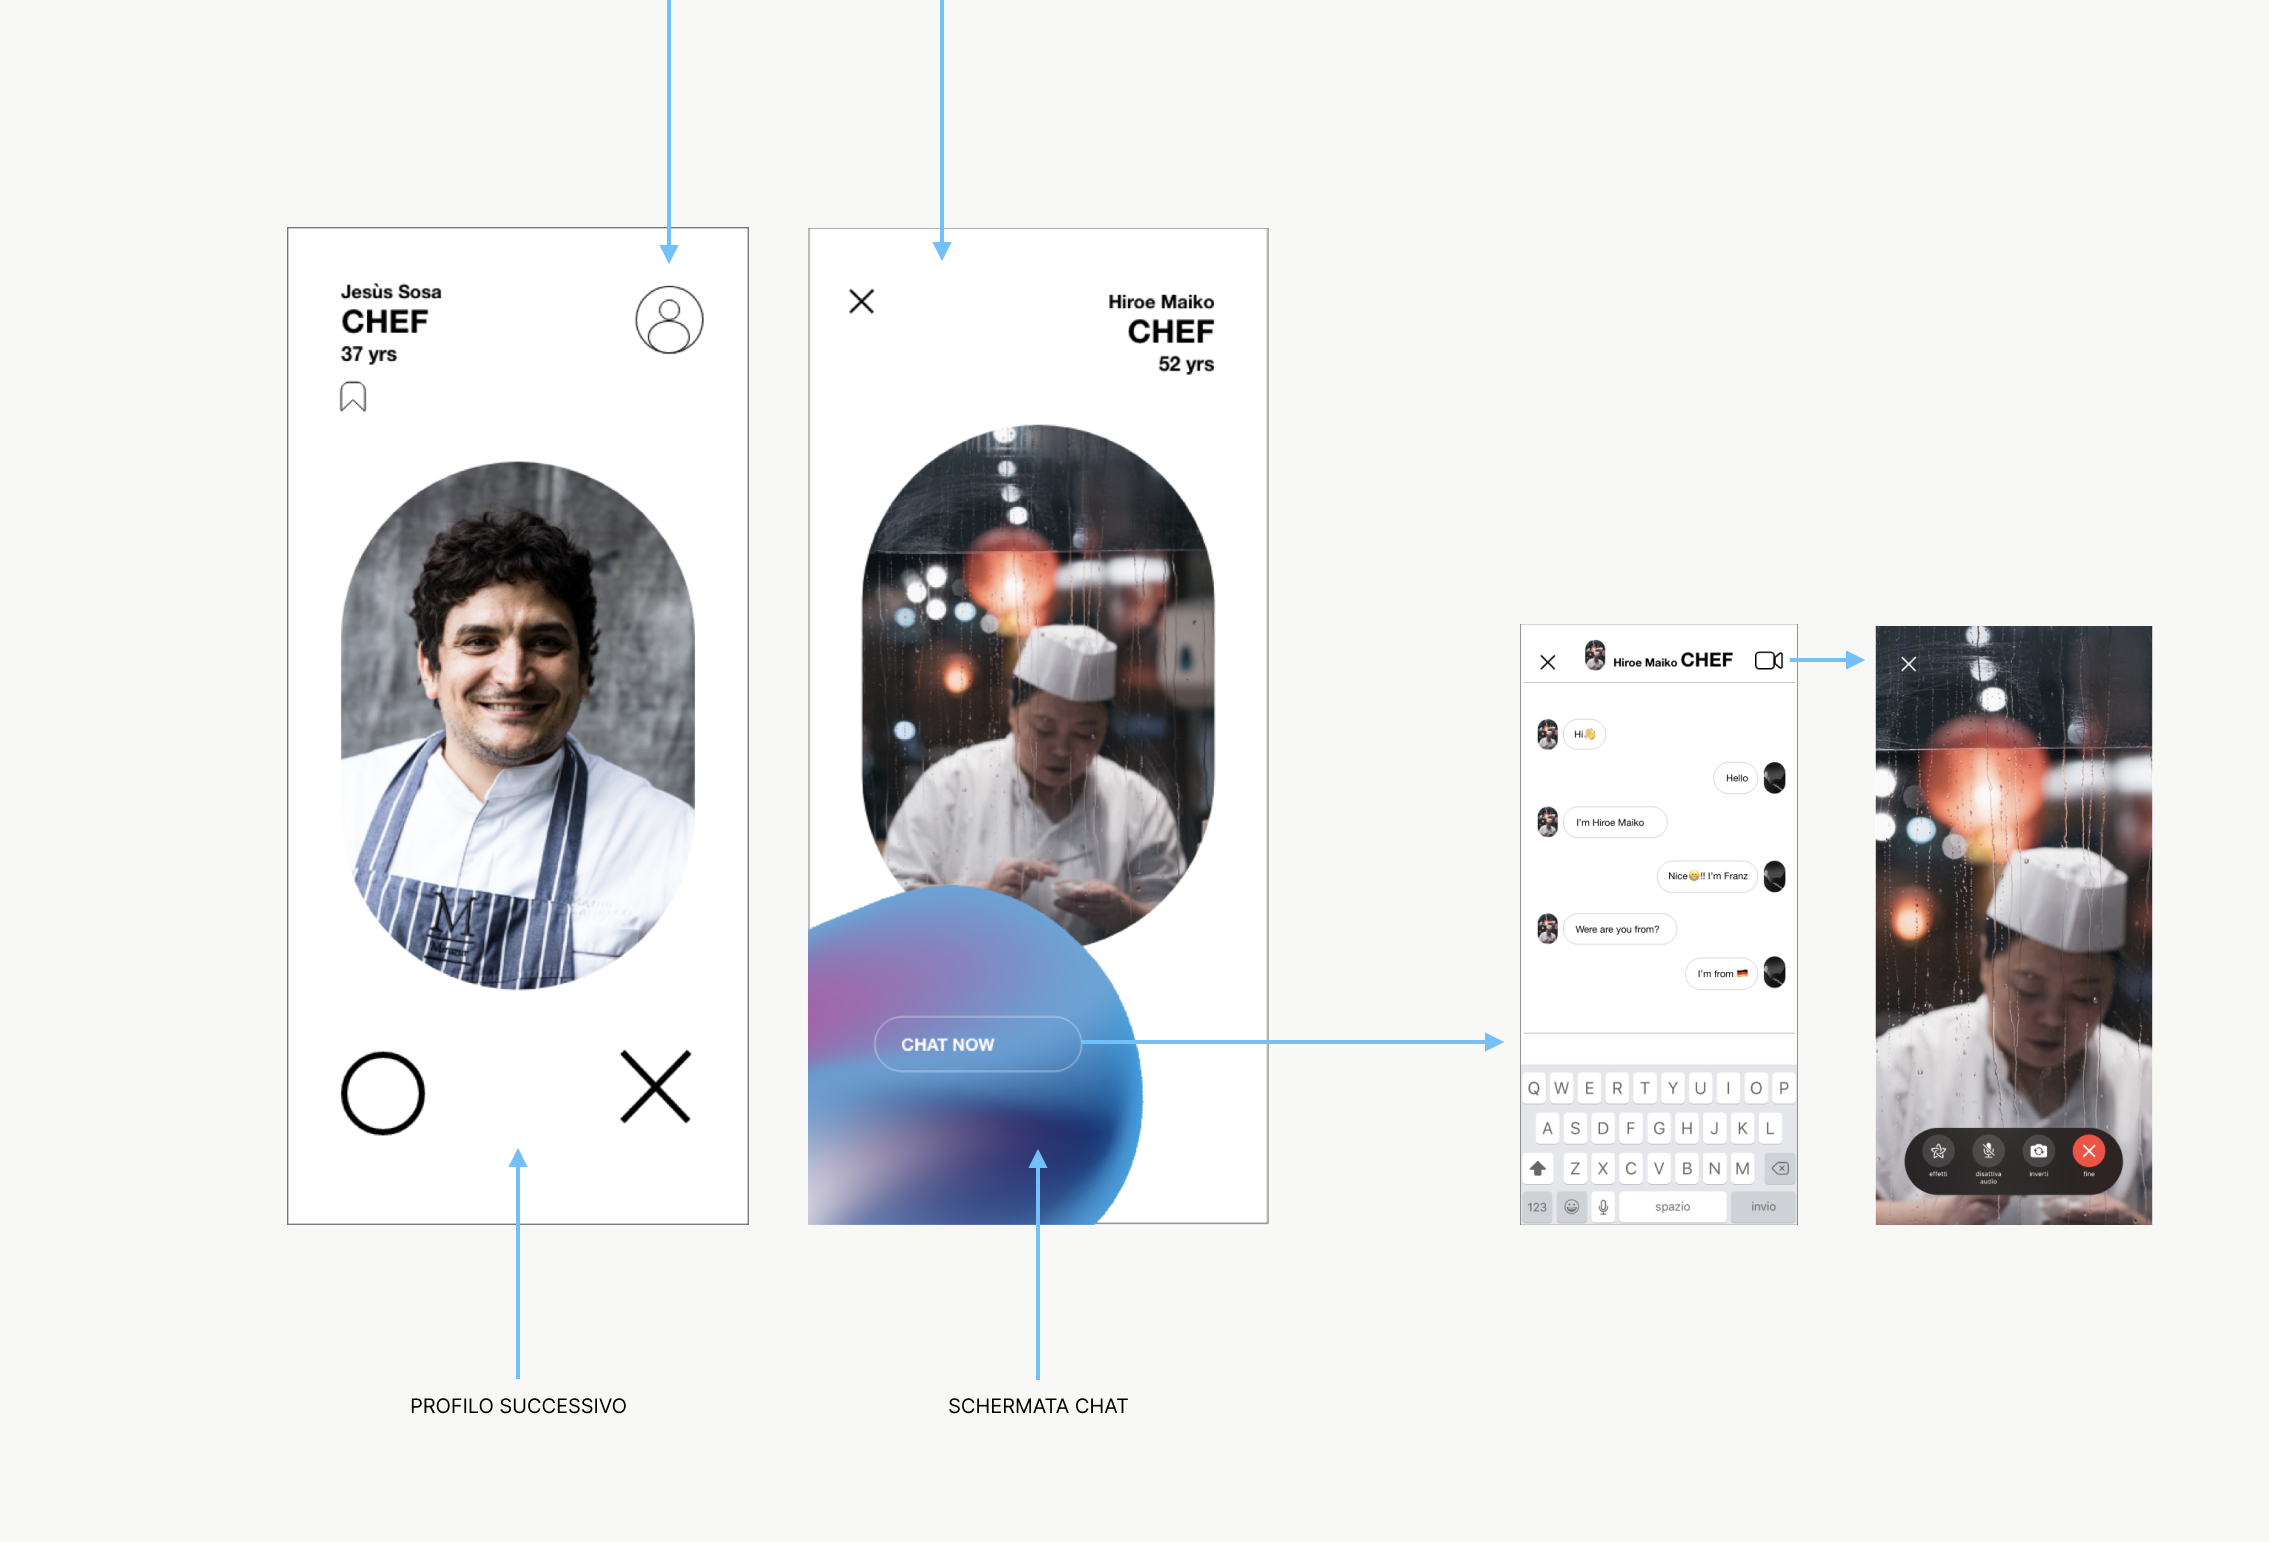 Jesùs Sosa
CHEF
37 yrs
M
Hiroe Maiko
CHEF
52 yrs
CHAT NOW
Hiroe Maiko CHEF
Hi👋
Hello
I'm Hiroe Maiko
Nice😁!! I'm Franz
Were are you from?
I'm from 🇩🇪
Q W E R T Y U I O P
A S D F G H J K L
Z X C V B N M
123 spazio invio
effetti
disattiva
audio
inverti
fine
PROFILO SUCCESSIVO
SCHERMATA CHAT